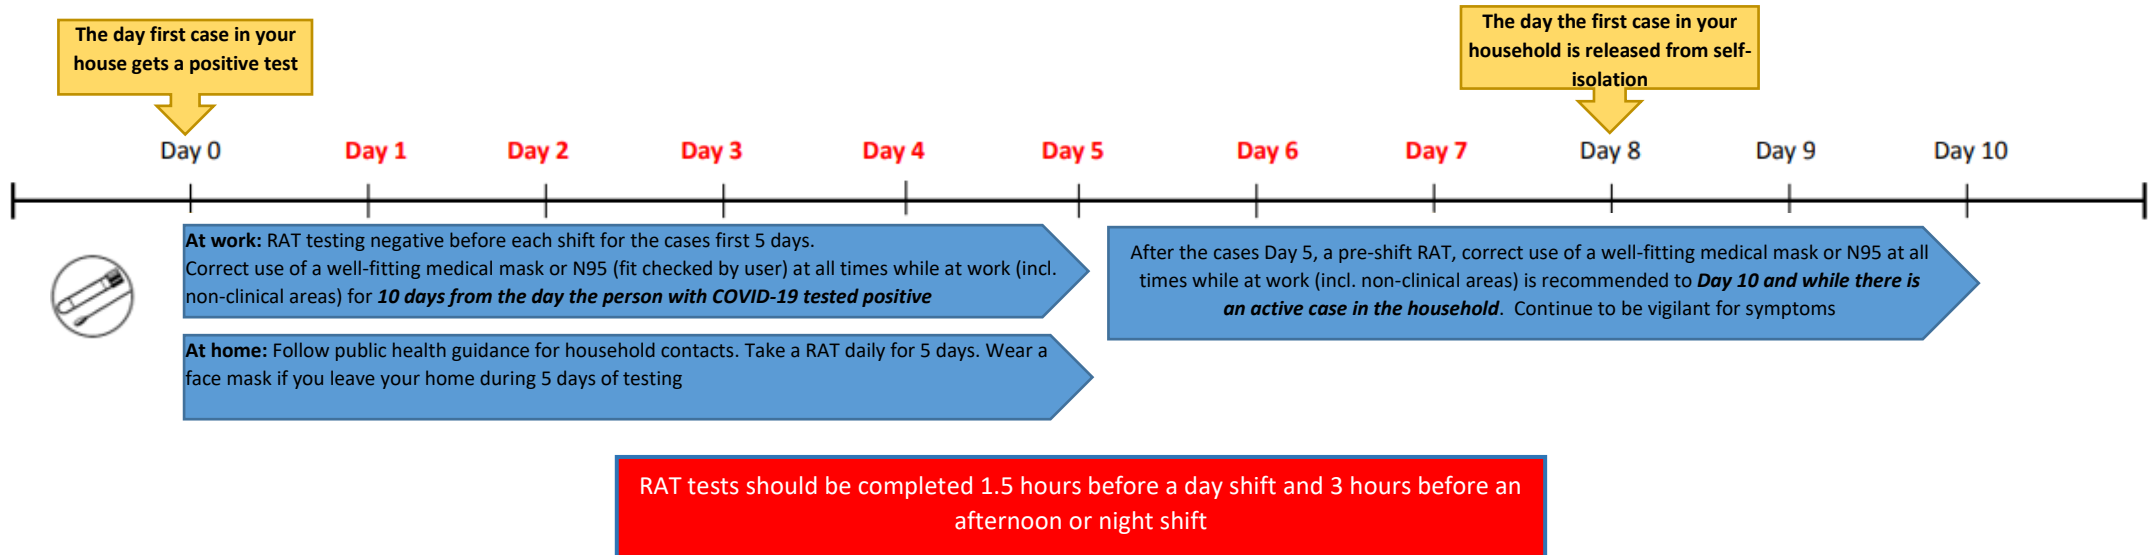 The day first case in your
house gets a positive test
The day the first case in your
household is released from self-
isolation
Day 0 Day 1 Day 2 Day 3 Day 4 Day 5 Day 6 Day 7 Day 8 Day 9 Day 10
At work: RAT testing negative before each shift for the cases first 5 days.
Correct use of a well-fitting medical mask or N95 (fit checked by user) at all times while at work (incl.
non-clinical areas) for 10 days from the day the person with COVID-19 tested positive
After the cases Day 5, a pre-shift RAT, correct use of a well-fitting medical mask or N95 at all
times while at work (incl. non-clinical areas) is recommended to Day 10 and while there is
an active case in the household. Continue to be vigilant for symptoms
At home: Follow public health guidance for household contacts. Take a RAT daily for 5 days. Wear a
face mask if you leave your home during 5 days of testing
RAT tests should be completed 1.5 hours before a day shift and 3 hours before an
afternoon or night shift